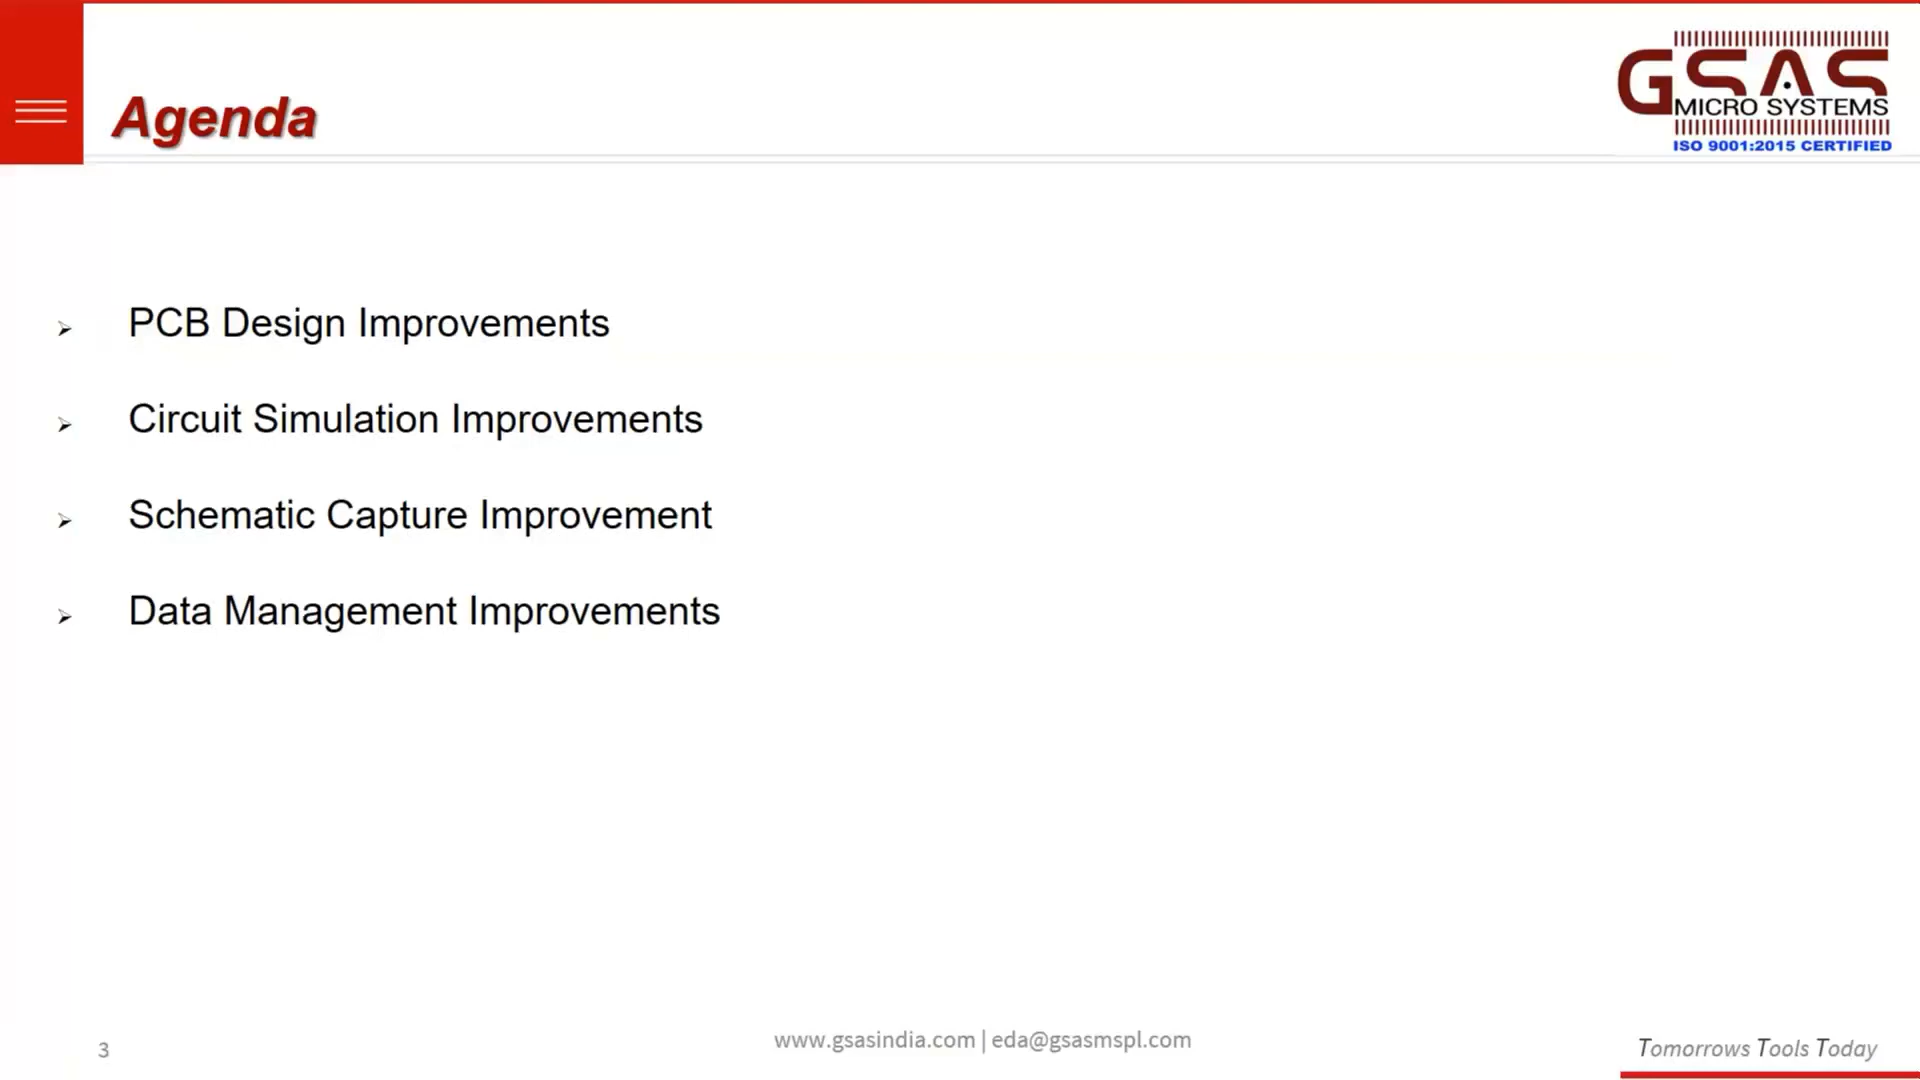 Agenda
GSAS
MICRO SYSTEMS
ISO 9001:2015 CERTIFIED
➢ PCB Design Improvements
➢ Circuit Simulation Improvements
➢ Schematic Capture Improvement
➢ Data Management Improvements
3
www.gsasindia.com | eda@gsasmspl.com
Tomorrows Tools Today